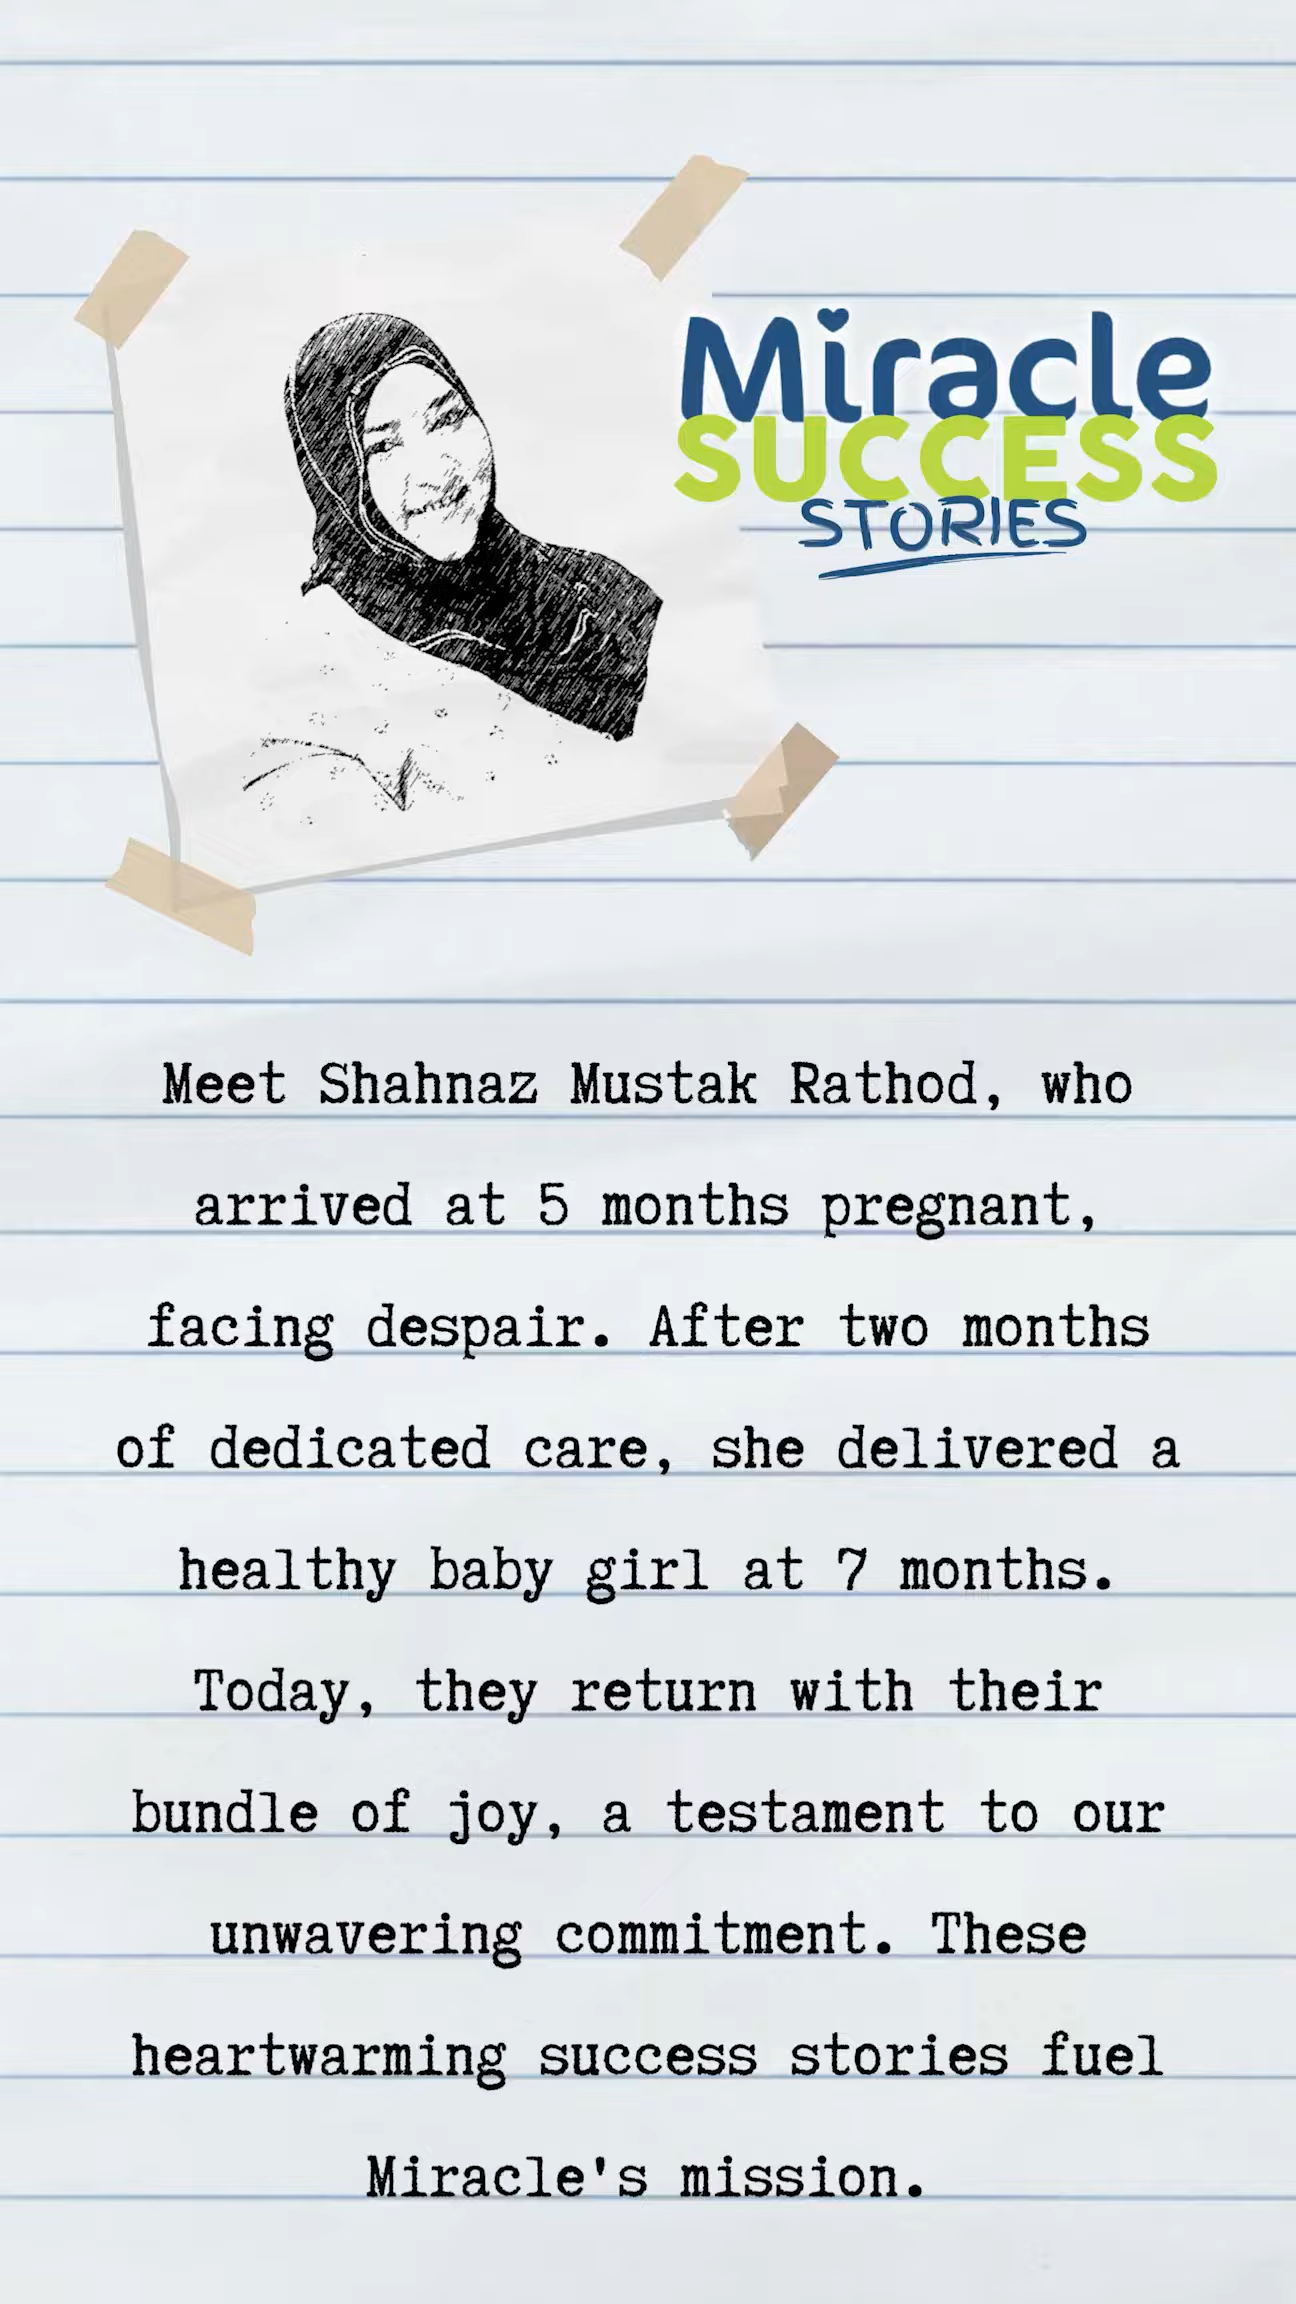 Miracle
SUCCESS
STORIES
Meet Shahnaz Mustak Rathod, who
arrived at 5 months pregnant,
facing despair. After two months
of dedicated care, she delivered a
healthy baby girl at 7 months.
Today, they return with their
bundle of joy, a testament to our
unwavering commitment. These
heartwarming success stories fuel
Miracle's mission.